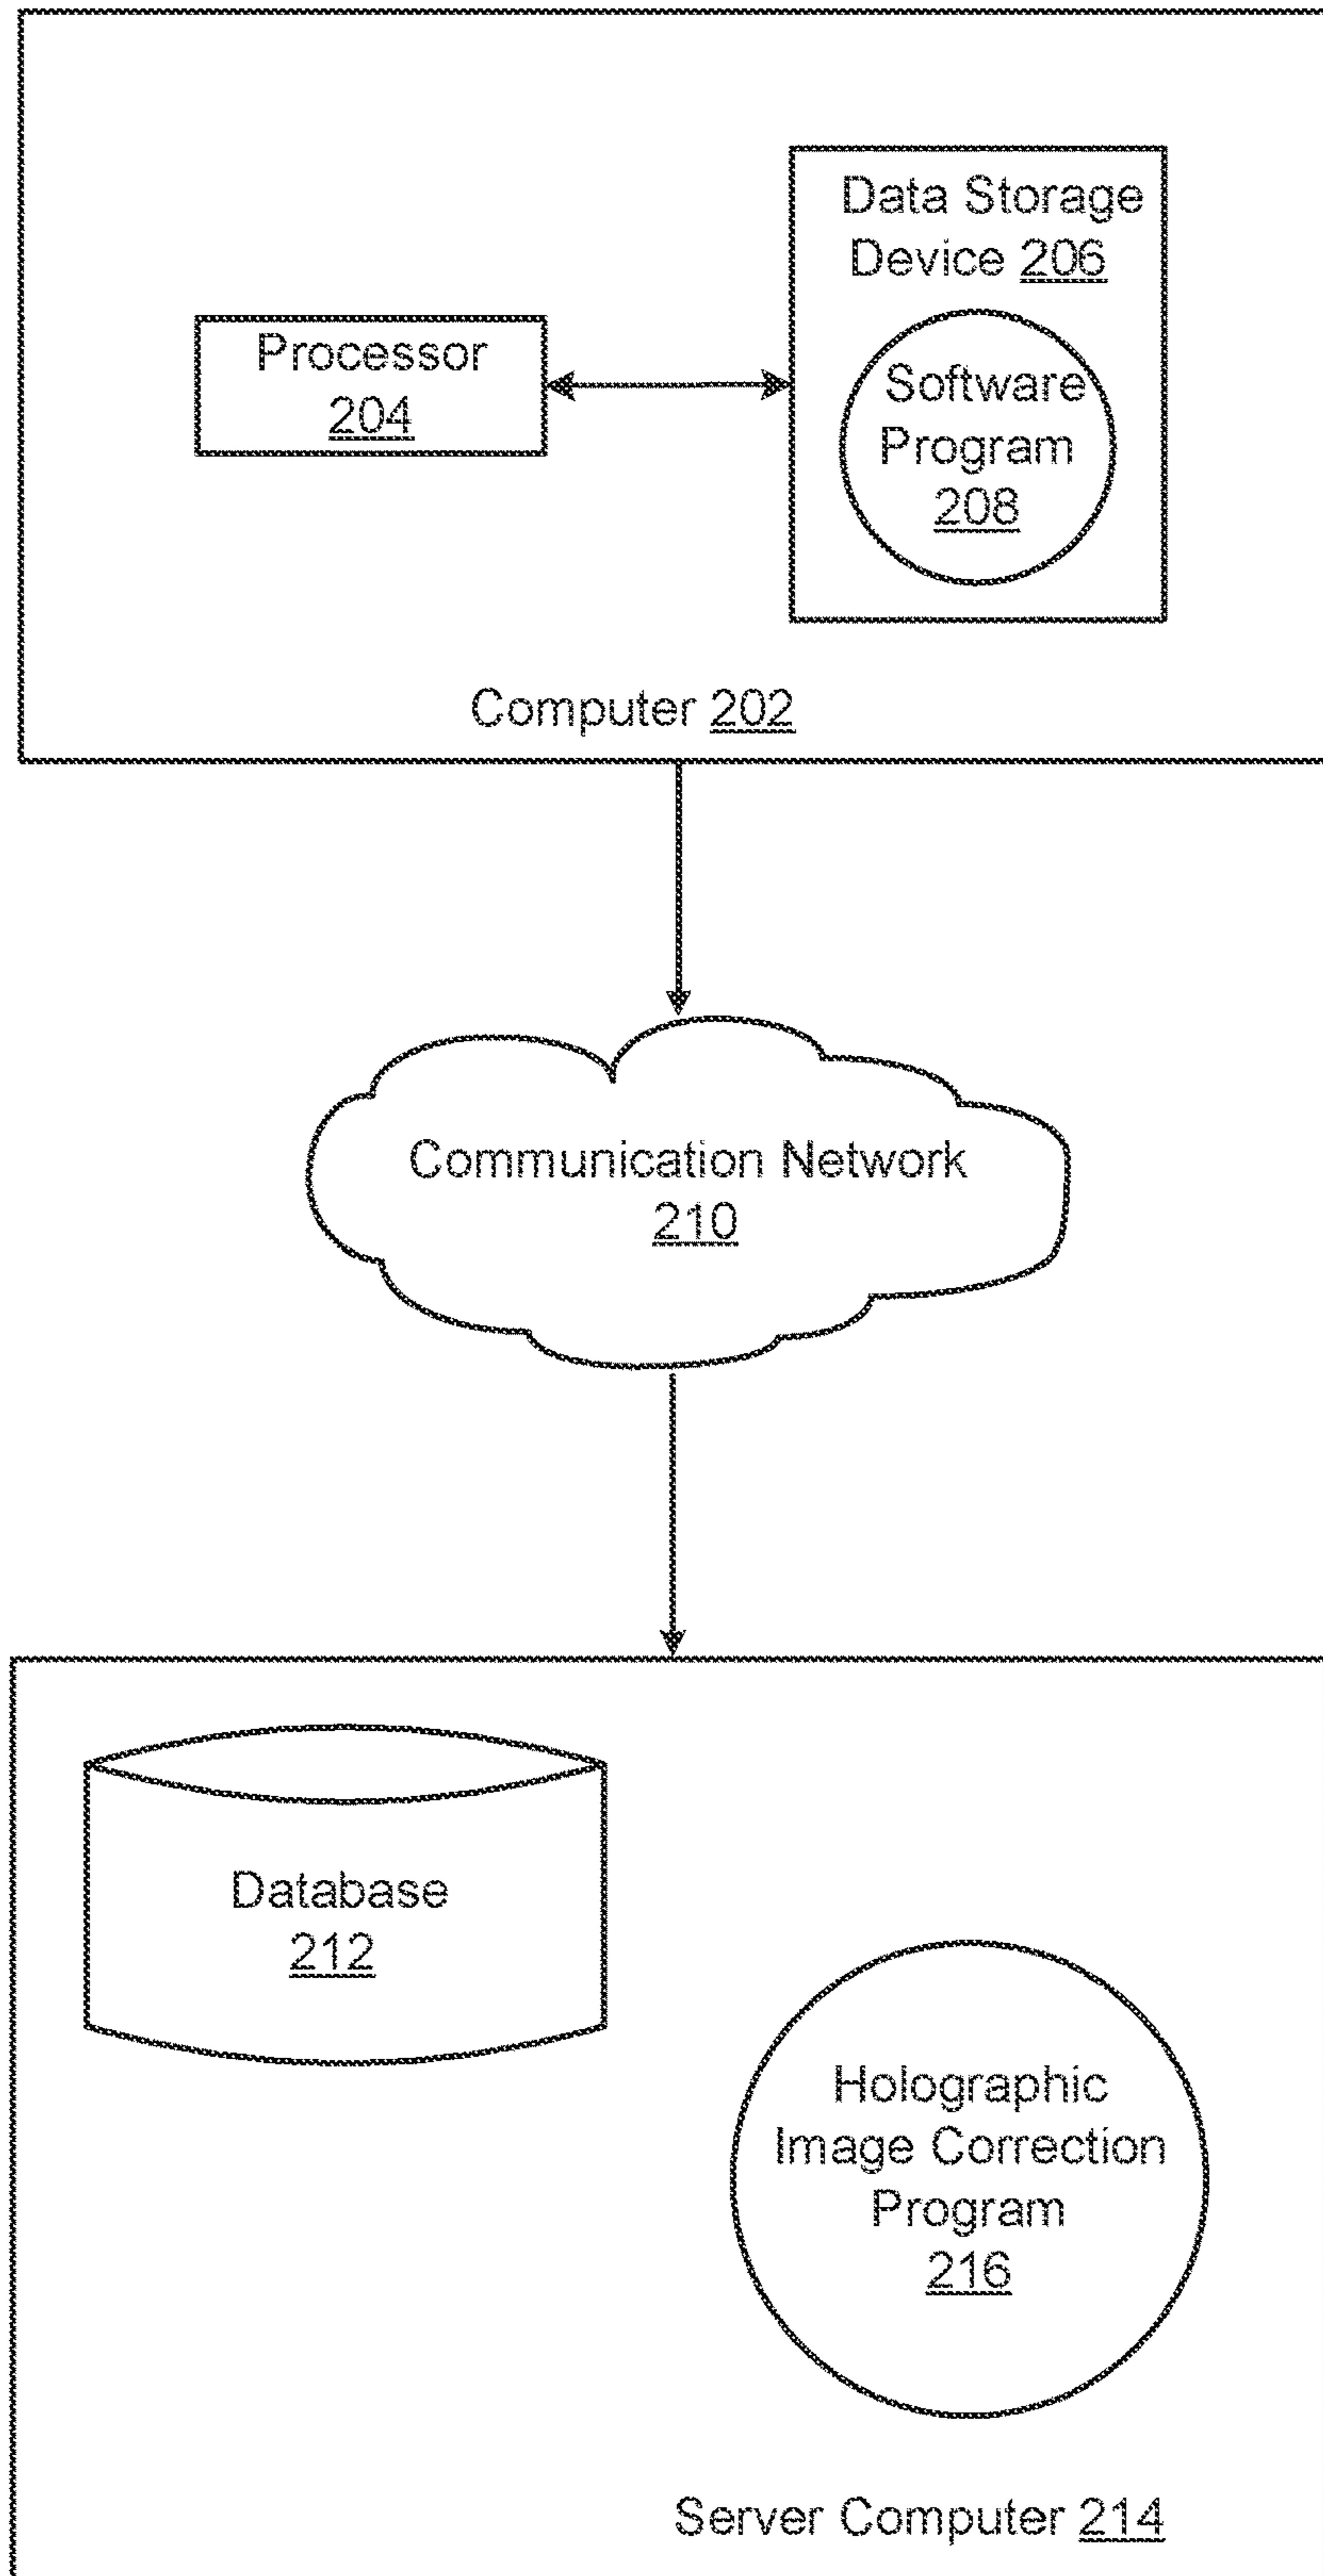 Data Storage
Device 206
Processor
204
Software
Program
208
Computer 202
Communication Network
210
Database
212
Holographic
Image Correction
Program
216
Server Computer 214